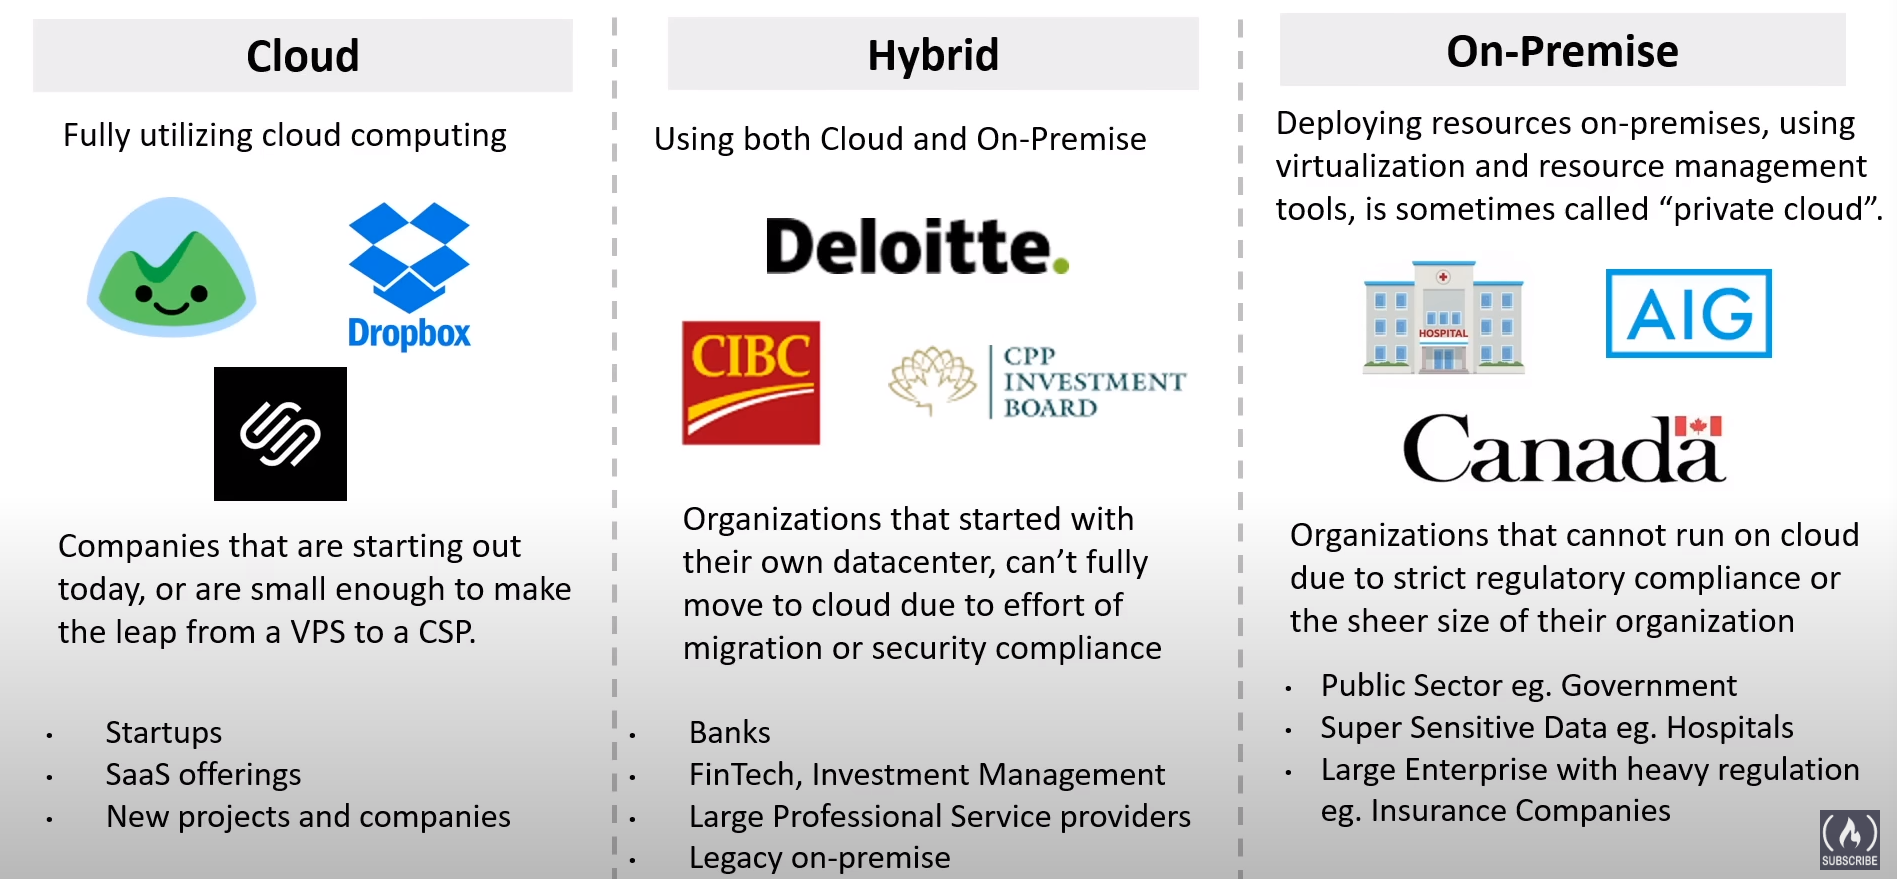 Cloud
Fully utilizing cloud computing
Dropbox
Companies that are starting out
today, or are small enough to make
the leap from a VPS to a CSP.
• Startups
• SaaS offerings
• New projects and companies
Hybrid
Using both Cloud and On-Premise
Deloitte.
CIBC
CPP
INVESTMENT
BOARD
Organizations that started with
their own datacenter, can’t fully
move to cloud due to effort of
migration or security compliance
• Banks
• FinTech, Investment Management
• Large Professional Service providers
• Legacy on-premise
On-Premise
Deploying resources on-premises, using
virtualization and resource management
tools, is sometimes called “private cloud”.
HOSPITAL
AIG
Canada
Organizations that cannot run on cloud
due to strict regulatory compliance or
the sheer size of their organization
• Public Sector eg. Government
• Super Sensitive Data eg. Hospitals
• Large Enterprise with heavy regulation
eg. Insurance Companies
SUBSCRIBE